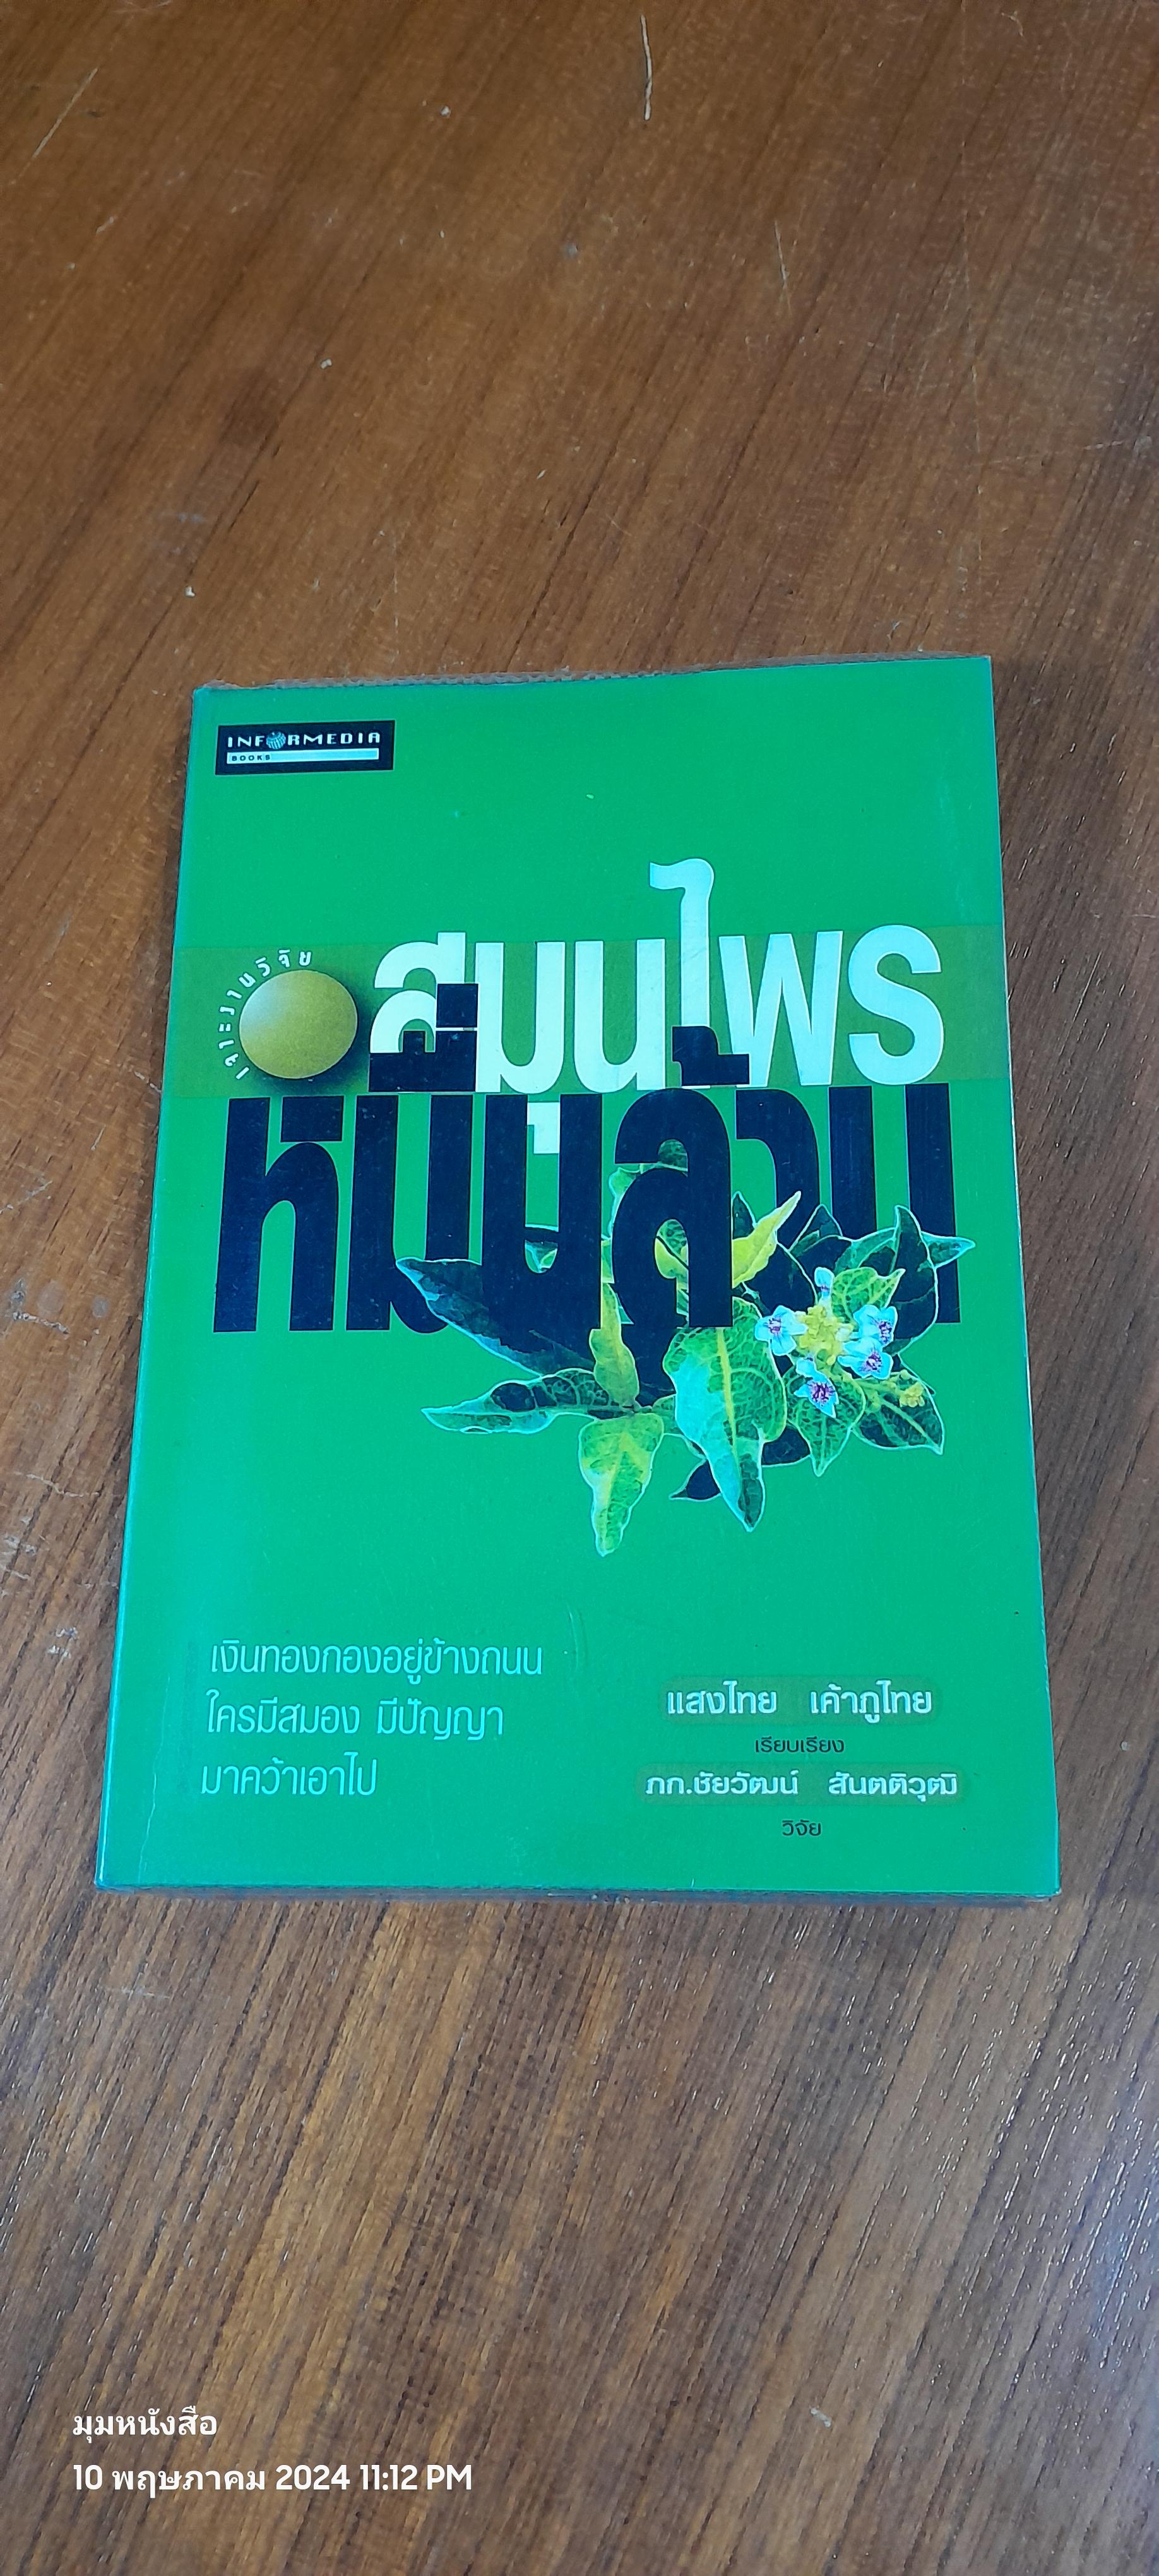 INFORMEDIA
BOOKS
เจาะงานวิจัย
สมุนไพร
หมื่นล้าน
เงินทองกองอยู่ข้างถนน
ใครมีสมอง มีปัญญา
มาคว้าเอาไป
แสงไทย เค้าภูไทย
เรียบเรียง
ภก.ชัยวัฒน์ สันตติวุฒิ
วิจัย
มุมหนังสือ
10 พฤษภาคม 2024 11:12 PM